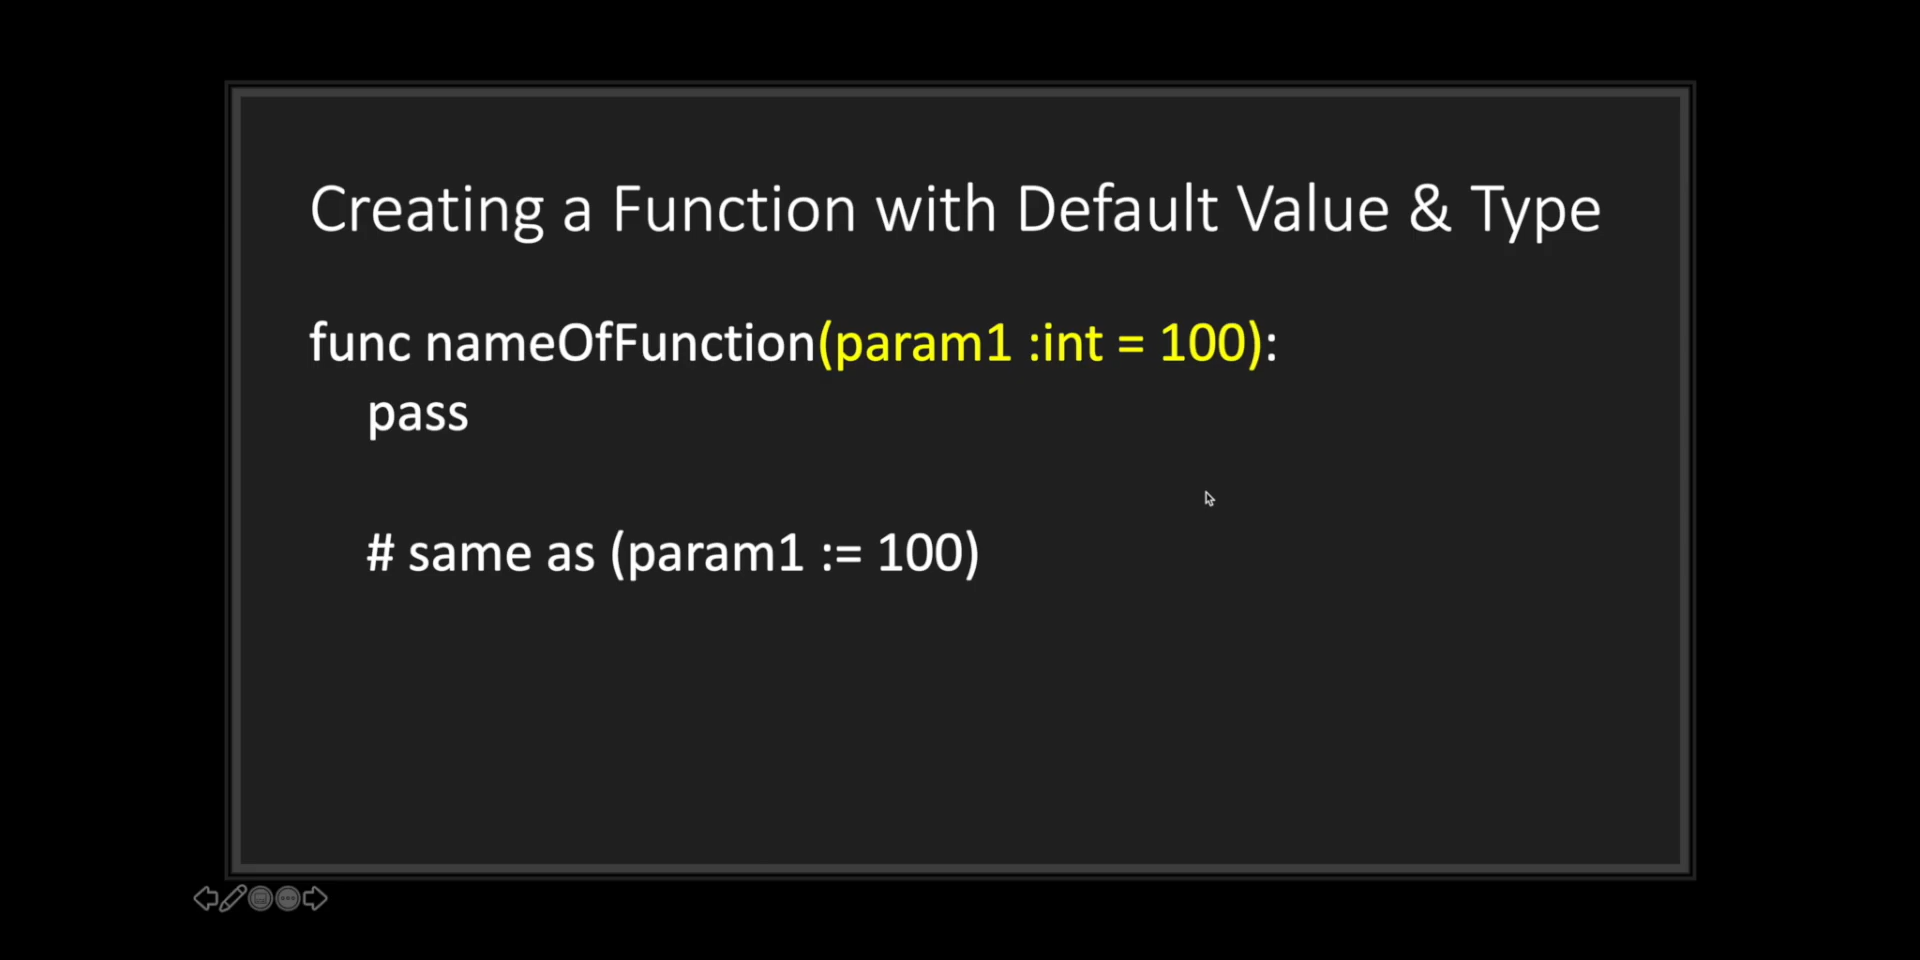 Creating a Function with Default Value & Type
func nameOfFunction(param1 :int = 100):
pass
# same as (param1 := 100)